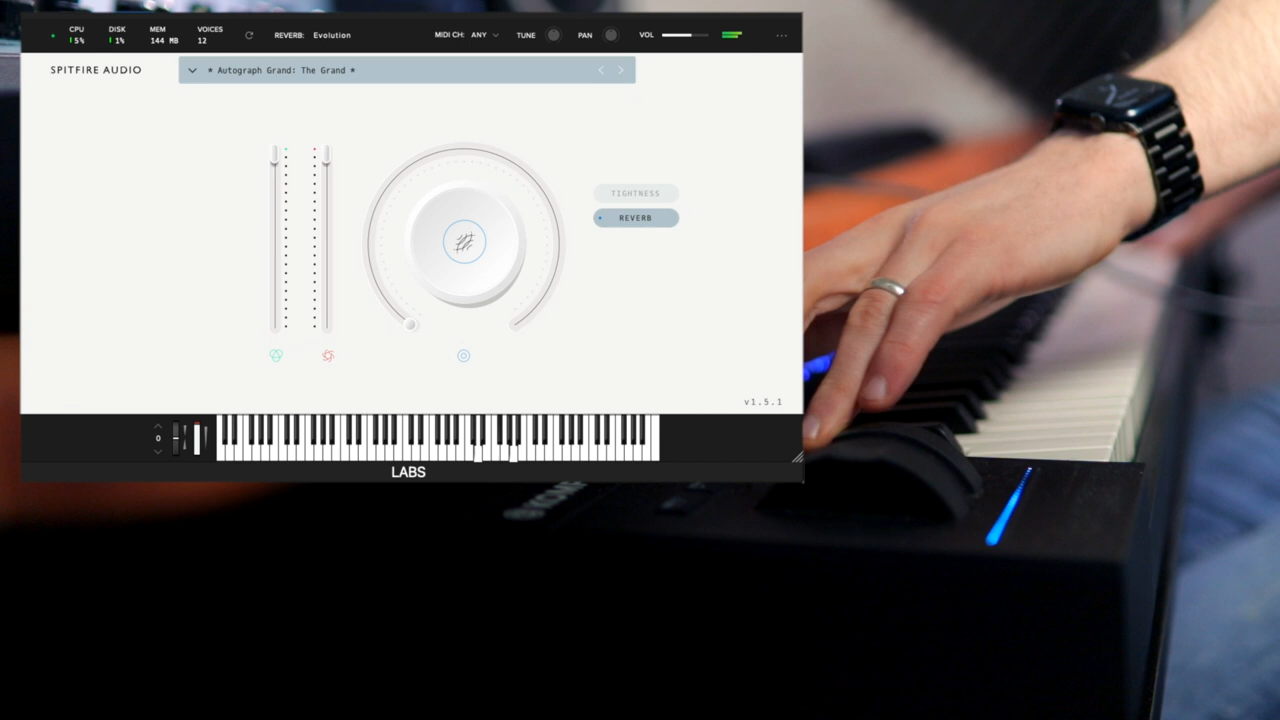 CPU
5%
DISK
1%
MEM
144 MB
VOICES
12
REVERB: Evolution
MIDI CH: ANY
TUNE
PAN
VOL
SPITFIRE AUDIO
* Autograph Grand: The Grand *
TIGHTNESS
REVERB
v1.5.1
0
LABS